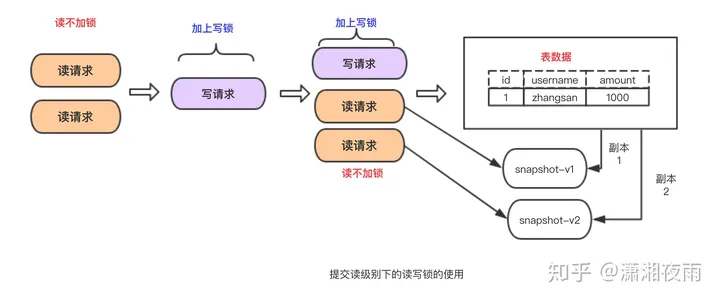 读不加锁
读请求
读请求
加上写锁
写请求
加上写锁
写请求
读请求
读请求
读不加锁
表数据
id username amount
1 zhangsan 1000
副本
1
副本
2
snapshot-v1
snapshot-v2
提交读级别下的读写锁的使用
知乎 @潇湘夜雨